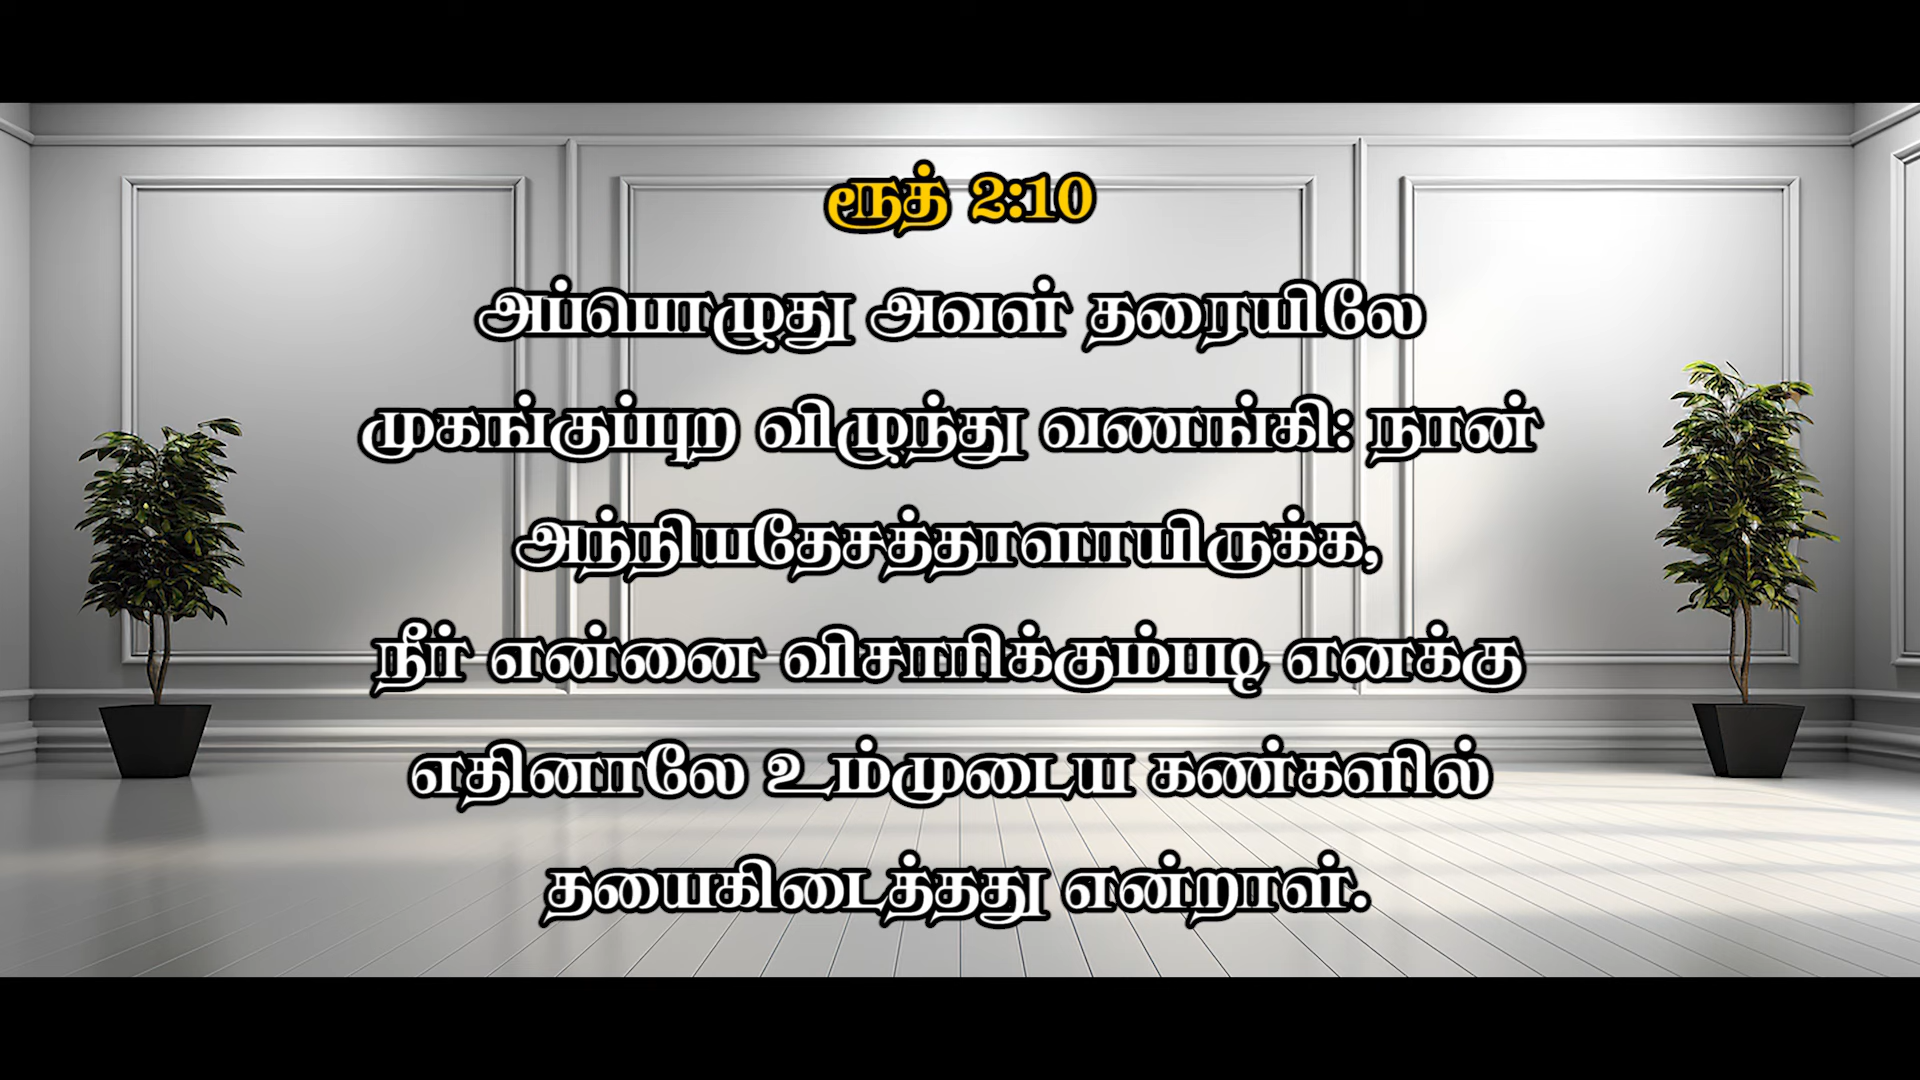 ரூத் 2:10
அப்பொழுது அவள் தரையிலே
முகங்குப்புற விழுந்து வணங்கி: நான்
அந்நியதேசத்தாளாயிருக்க,
நீர் என்னை விசாரிக்கும்படி எனக்கு
எதினாலே உம்முடைய கண்களில்
தயைகிடைத்தது என்றாள்.